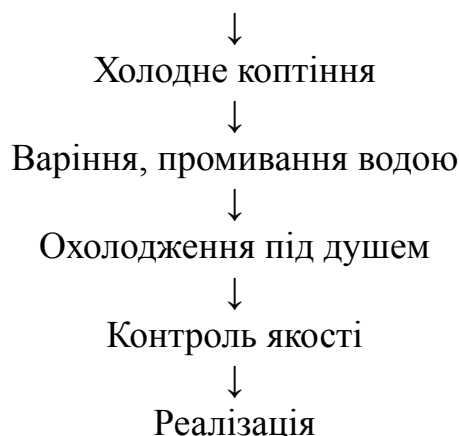 ↓
Холодне коптіння
↓
Варіння, промивання водою
↓
Охолодження під душем
↓
Контроль якості
↓
Реалізація